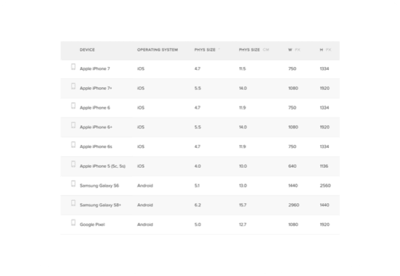 DEVICE OPERATING SYSTEM PHYS SIZE PHYS SIZE CM W PX H PX
Apple iPhone 7 iOS 4.7 11.9 750 1334
Apple iPhone 7+ iOS 5.5 14.0 1080 1920
Apple iPhone 6 iOS 4.7 11.9 750 1334
Apple iPhone 6+ iOS 5.5 14.0 1080 1920
Apple iPhone 6s iOS 4.7 11.9 750 1334
Apple iPhone 5 (5c, 5s) iOS 4.0 10.0 640 1136
Samsung Galaxy S6 Android 5.1 13.0 1440 2560
Samsung Galaxy S8+ Android 6.2 15.7 2960 1440
Google Pixel Android 5.0 12.7 1080 1920